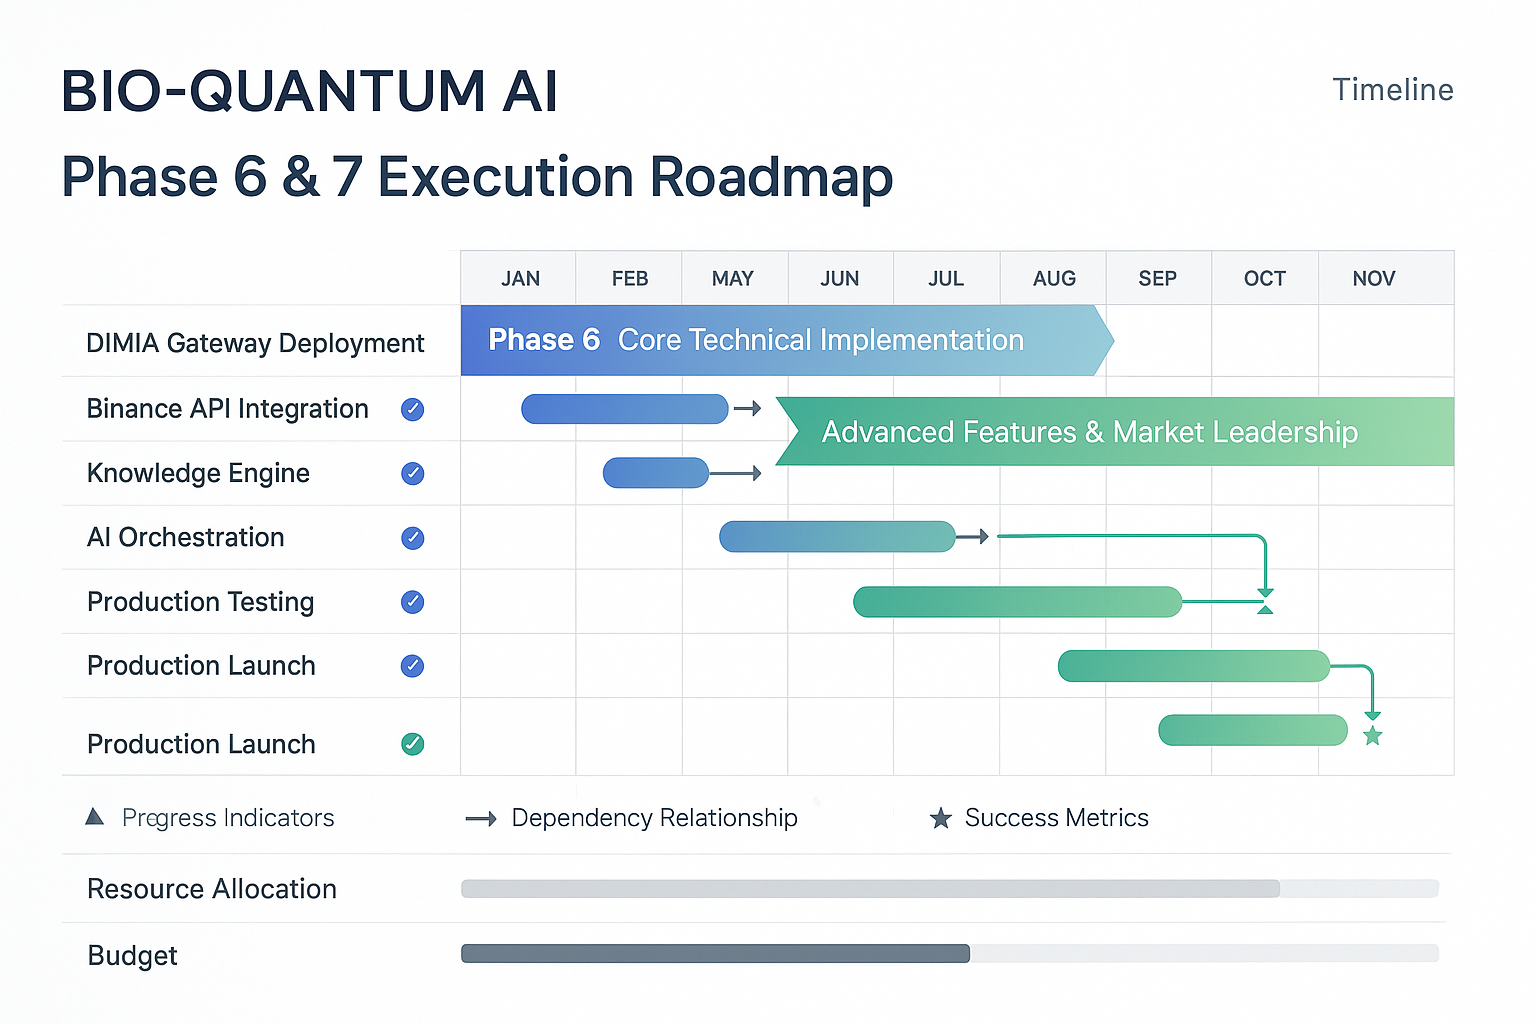 BIO-QUANTUM AI
Timeline
Phase 6 & 7 Execution Roadmap
JAN FEB MAY JUN JUL AUG SEP OCT NOV
DIMIA Gateway Deployment
Phase 6 Core Technical Implementation
Binance API Integration
Advanced Features & Market Leadership
Knowledge Engine
AI Orchestration
Production Testing
Production Launch
Production Launch
Progress Indicators
Dependency Relationship
Success Metrics
Resource Allocation
Budget